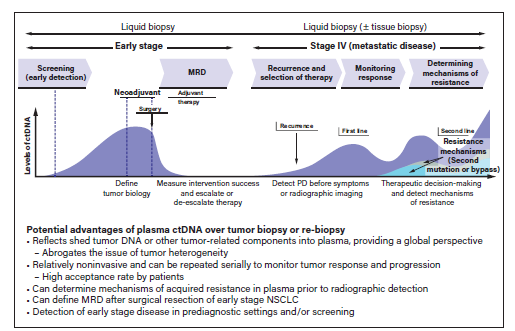 Liquid biopsy
Liquid biopsy (± tissue biopsy)
Early stage
Stage IV (metastatic disease)
Screening
(early detection)
MRD
Recurrence and
selection of therapy
Monitoring
response
Determining
mechanisms of
resistance
Neoadjuvant
Adjuvant
therapy
Surgery
Levels of ctDNA
Recurrence
First line
Second line
Resistance
mechanisms
(Second
mutation or bypass)
Define
tumor biology
Measure intervention success
and escalate or
de-escalate therapy
Detect PD before symptoms
or radiographic imaging
Therapeutic decision-making
and detect mechanisms
of resistance
Potential advantages of plasma ctDNA over tumor biopsy or re-biopsy
• Reflects shed tumor DNA or other tumor-related components into plasma, providing a global perspective
– Abrogates the issue of tumor heterogeneity
• Relatively noninvasive and can be repeated serially to monitor tumor response and progression
– High acceptance rate by patients
• Can determine mechanisms of acquired resistance in plasma prior to radiographic detection
• Can define MRD after surgical resection of early stage NSCLC
• Detection of early stage disease in prediagnostic settings and/or screening